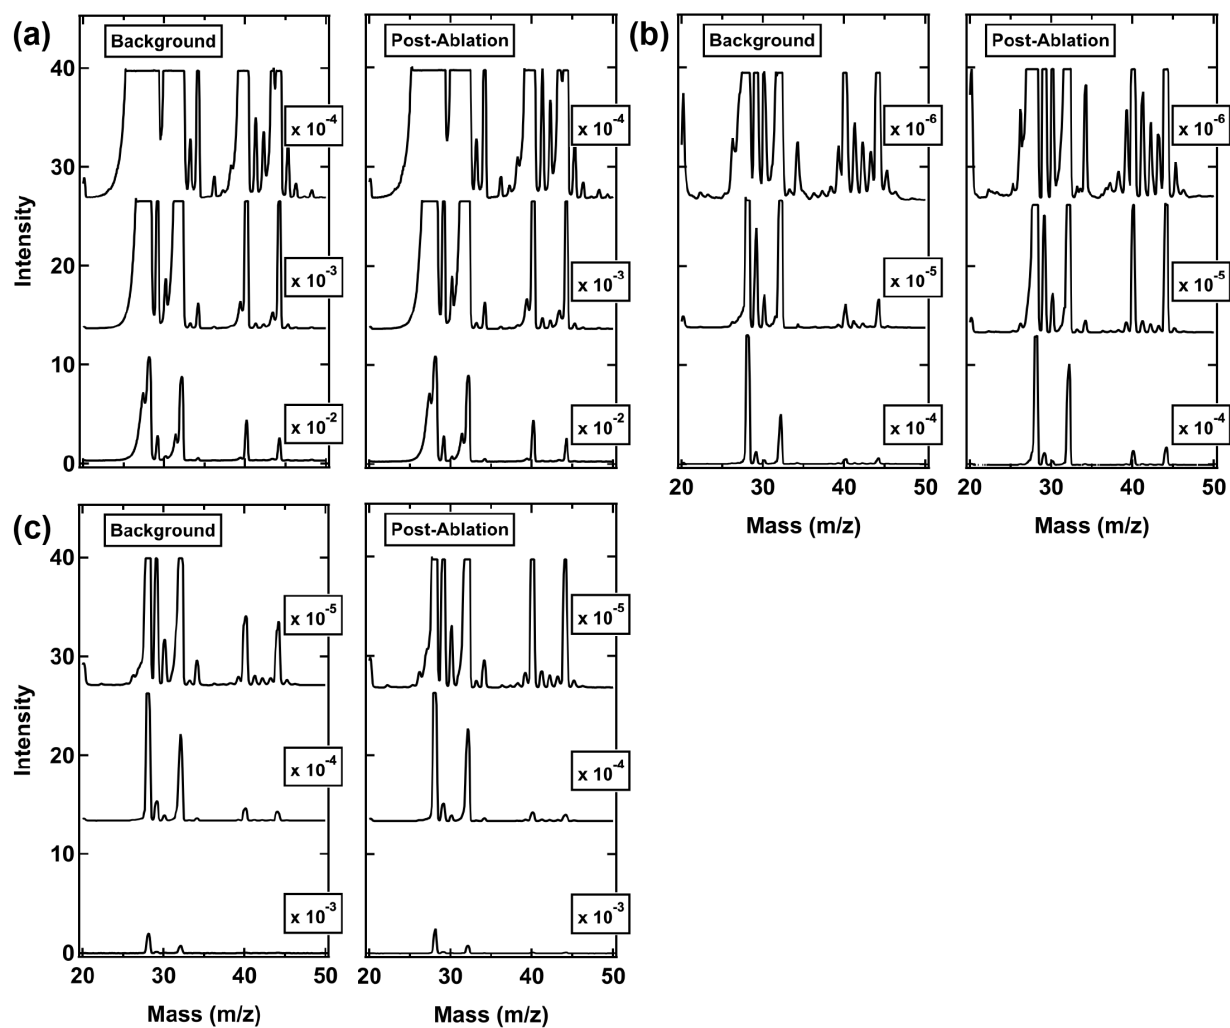 (a)
Background
Post-Ablation
(b)
Background
Post-Ablation
40
x 10-4
x 10-4
x 10-6
x 10-6
30
Intensity
20
x 10-3
x 10-3
x 10-5
x 10-5
10
x 10-2
x 10-2
x 10-4
x 10-4
0
20 30 40 50
20 30 40 50
Mass (m/z)
Mass (m/z)
(c)
Background
Post-Ablation
40
x 10-5
x 10-5
30
Intensity
20
x 10-4
x 10-4
10
x 10-3
x 10-3
0
20 30 40 50
20 30 40 50
Mass (m/z)
Mass (m/z)